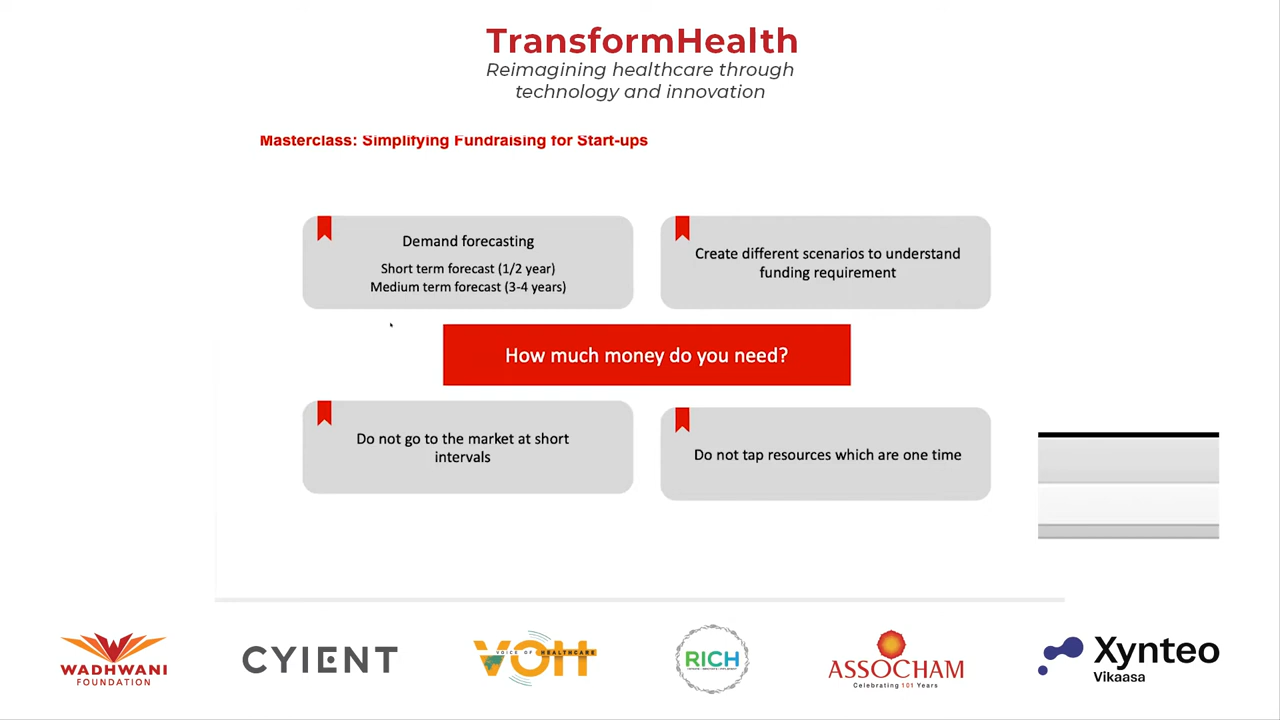 TransformHealth
Reimagining healthcare through
technology and innovation
Masterclass: Simplifying Fundraising for Start-ups
Demand forecasting
Short term forecast (1/2 year)
Medium term forecast (3-4 years)
Create different scenarios to understand
funding requirement
How much money do you need?
Do not go to the market at short
intervals
Do not tap resources which are one time
WADHWANI
FOUNDATION
CYIENT
VOH
VOICE OF HEALTHCARE
RICH
ASSOCHAM
Celebrating 101 Years
Xynteo
Vikaasa